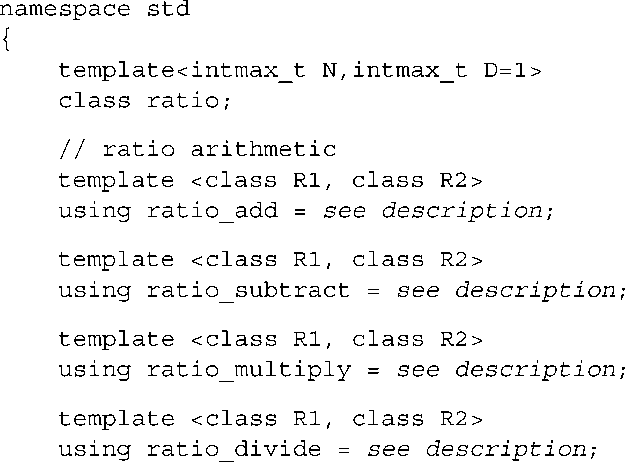 namespace std
{
    template<intmax_t N,intmax_t D=1>
    class ratio;
    // ratio arithmetic
    template <class R1, class R2>
    using ratio_add = see description;
    template <class R1, class R2>
    using ratio_subtract = see description;
    template <class R1, class R2>
    using ratio_multiply = see description;
    template <class R1, class R2>
    using ratio_divide = see description;